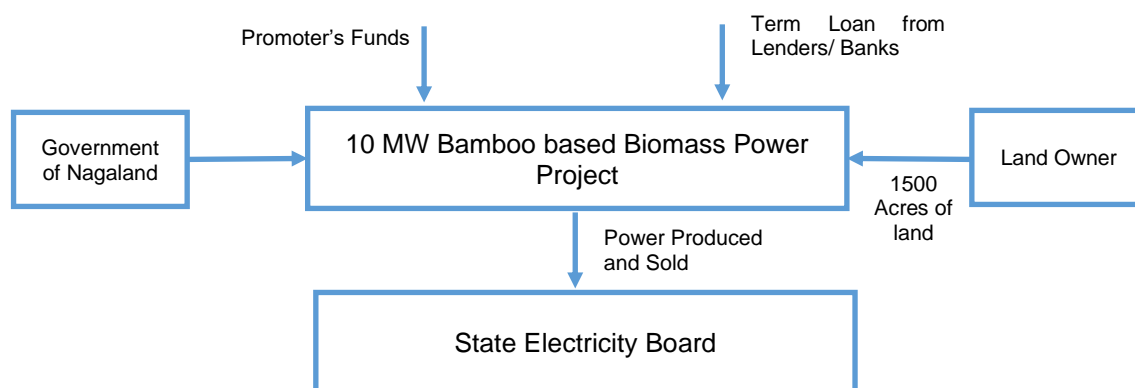 Promoter's Funds
Term Loan from
Lenders/ Banks
Government
of Nagaland
10 MW Bamboo based Biomass Power
Project
Land Owner
1500
Acres of
land
Power Produced
and Sold
State Electricity Board